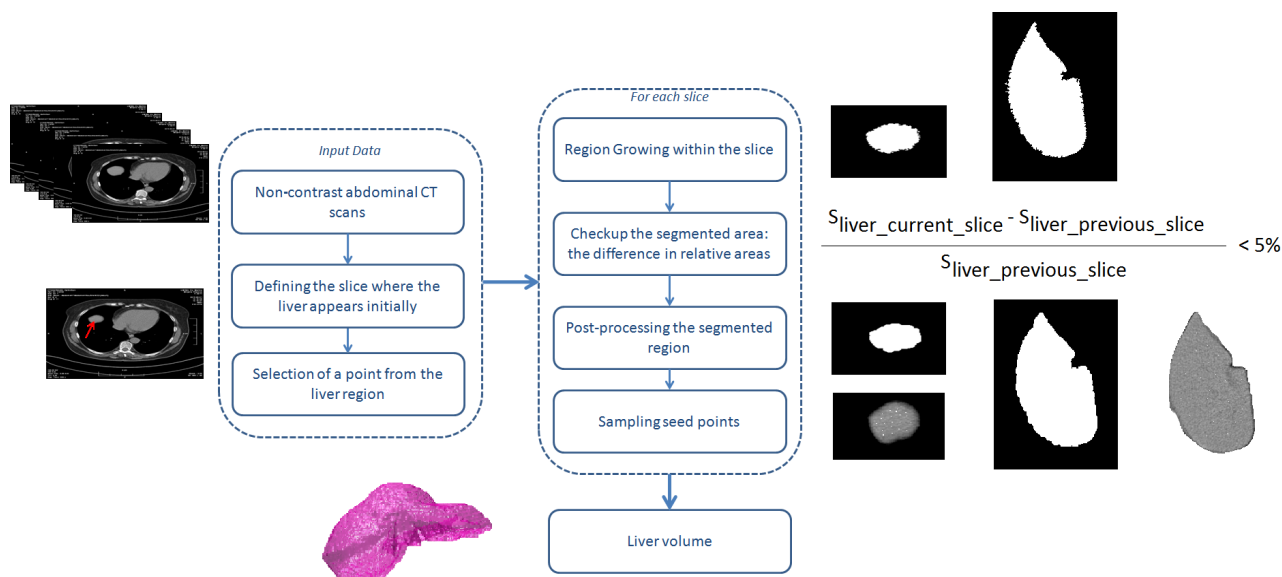 Input Data
Non-contrast abdominal CT
scans
Defining the slice where the
liver appears initially
Selection of a point from the
liver region
For each slice
Region Growing within the slice
Checkup the segmented area:
the difference in relative areas
Post-processing the segmented
region
Sampling seed points
Liver volume
Sliver_current_slice - Sliver_previous_slice
Sliver_previous_slice
< 5%